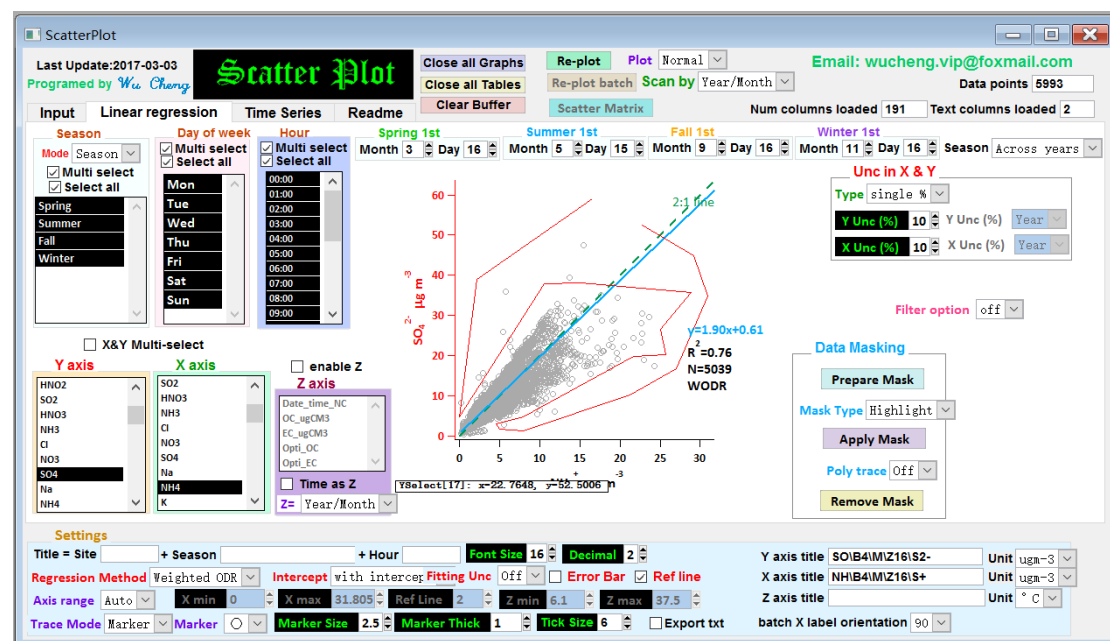 ScatterPlot
Last Update:2017-03-03
Programed by Wu Cheng
Scatter Plot
Close all Graphs
Close all Tables
Clear Buffer
Re-plot
Plot Normal
Re-plot batch
Scan by Year/Month
Scatter Matrix
Email: wucheng.vip@foxmail.com
Data points 5993
Num columns loaded 191 Text columns loaded 2
Input Linear regression Time Series Readme
Season
Mode Season
Multi select
Select all
Spring
Summer
Fall
Winter
Day of week
Multi select
Select all
Mon
Tue
Wed
Thu
Fri
Sat
Sun
Hour
Multi select
Select all
00:00
01:00
02:00
03:00
04:00
05:00
06:00
07:00
08:00
09:00
Spring 1st
Month 3 Day 16
Summer 1st
Month 5 Day 15
Fall 1st
Month 9 Day 16
Winter 1st
Month 11 Day 16
Season Across years
Unc in X & Y
Type single %
Y Unc (%) 10 Y Unc (%) Year
X Unc (%) 10 X Unc (%) Year
Filter option off
Data Masking
Prepare Mask
Mask Type Highlight
Apply Mask
Poly trace Off
Remove Mask
X&Y Multi-select
Y axis
HNO2
SO2
HNO3
NH3
Cl
NO3
SO4
Na
NH4
X axis
SO2
HNO3
NH3
Cl
NO3
SO4
Na
NH4
K
enable Z
Z axis
Date_time_NC
OC_ugCM3
EC_ugCM3
Opti_OC
Opti_EC
Time as Z
Z= Year/Month
60
50
40
30
20
10
0
SO4 2- µg m-3
2:1 line
y=1.90x+0.61
R2=0.76
N=5039
WODR
0 5 10 15 20 25 30
YSelect[17]: x=22.7648, y=52.5006
Settings
Title = Site + Season + Hour Font Size 16 Decimal 2
Y axis title SO\B4\M\Z16\S2- Unit ugm-3
Regression Method Weighted ODR Intercept with intercep Fitting Unc Off Error Bar Ref line
X axis title NH\B4\M\Z16\S+ Unit ugm-3
Axis range Auto X min 0 X max 31.805 Ref Line 2 Z min 6.1 Z max 37.5
Z axis title Unit ° C
Trace Mode Marker Marker Marker Size 2.5 Marker Thick 1 Tick Size 6 Export txt
batch X label orientation 90